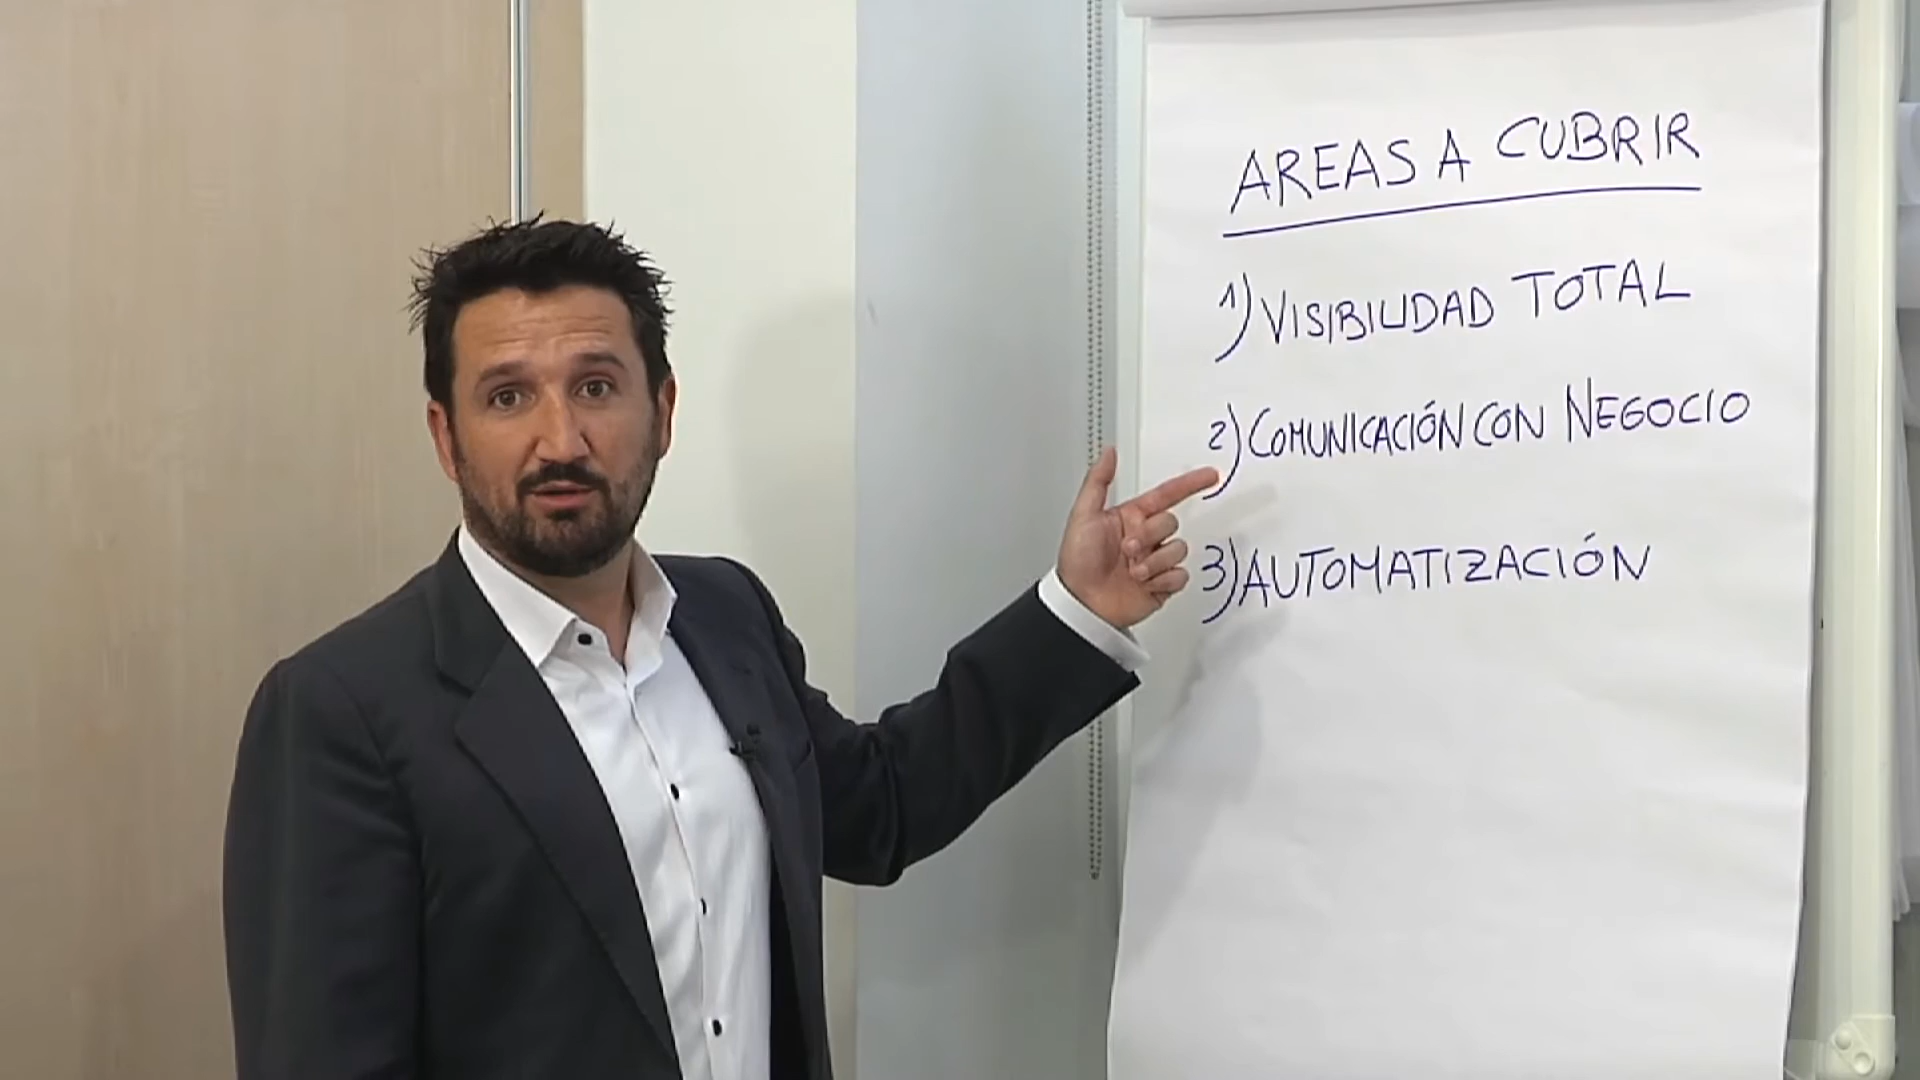 AREAS A CUBRIR
1) VISIBILIDAD TOTAL
2) COMUNICACIÓN CON NEGOCIO
3) AUTOMATIZACIÓN